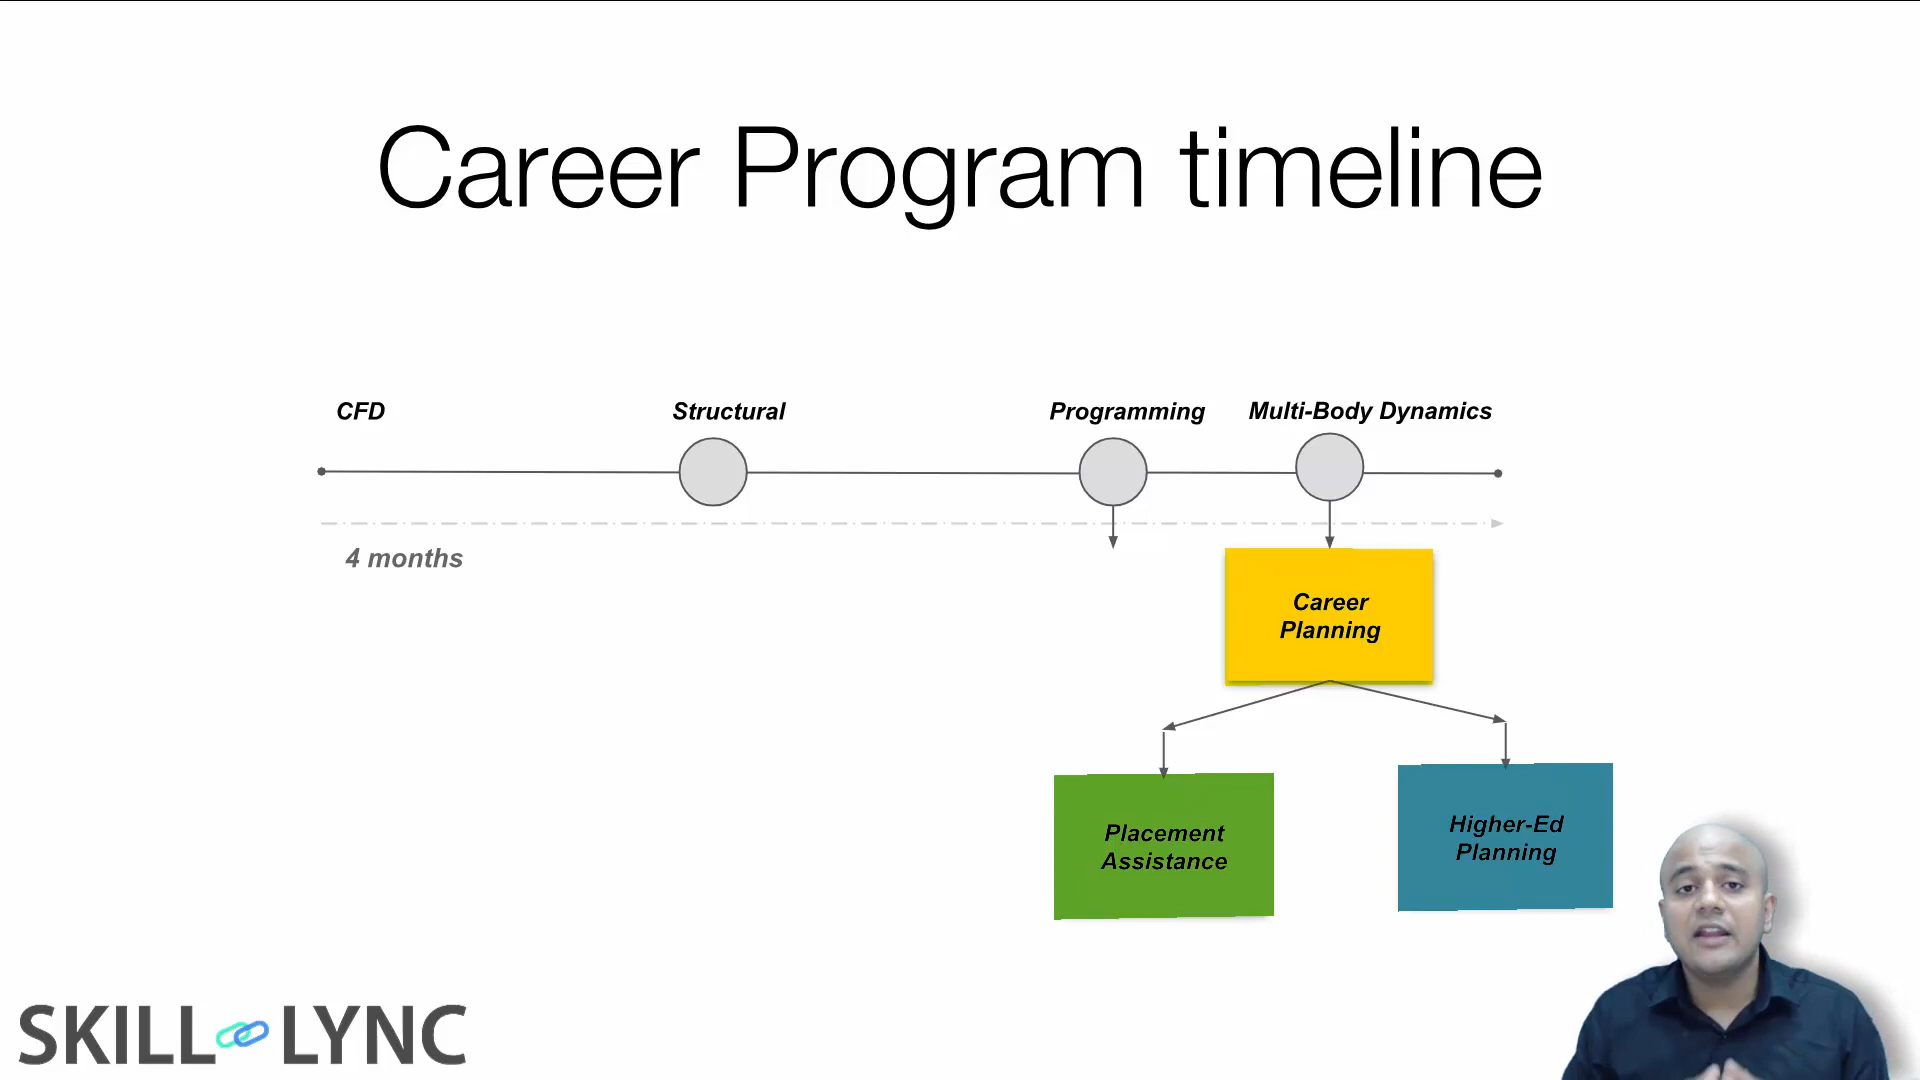 Career Program timeline
CFD
Structural
Programming
Multi-Body Dynamics
4 months
Career
Planning
Placement
Assistance
Higher-Ed
Planning
SKILL LYNC